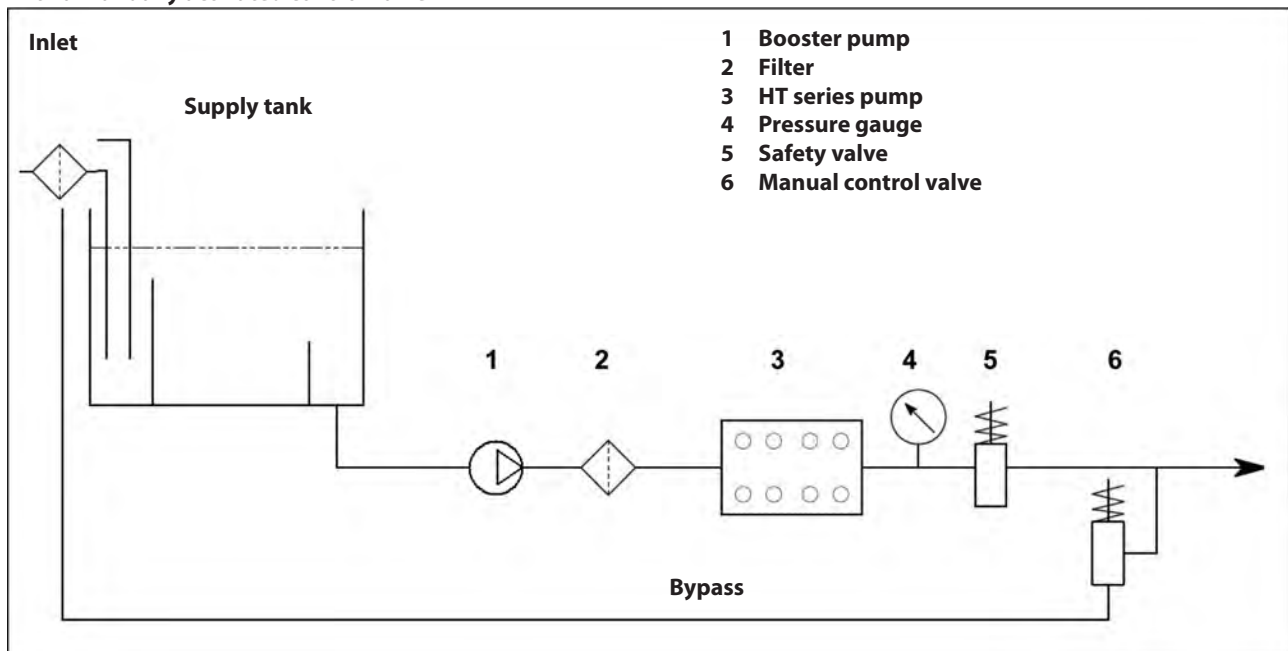 Inlet
Supply tank
1 Booster pump
2 Filter
3 HT series pump
4 Pressure gauge
5 Safety valve
6 Manual control valve
1 2 3 4 5 6
Bypass